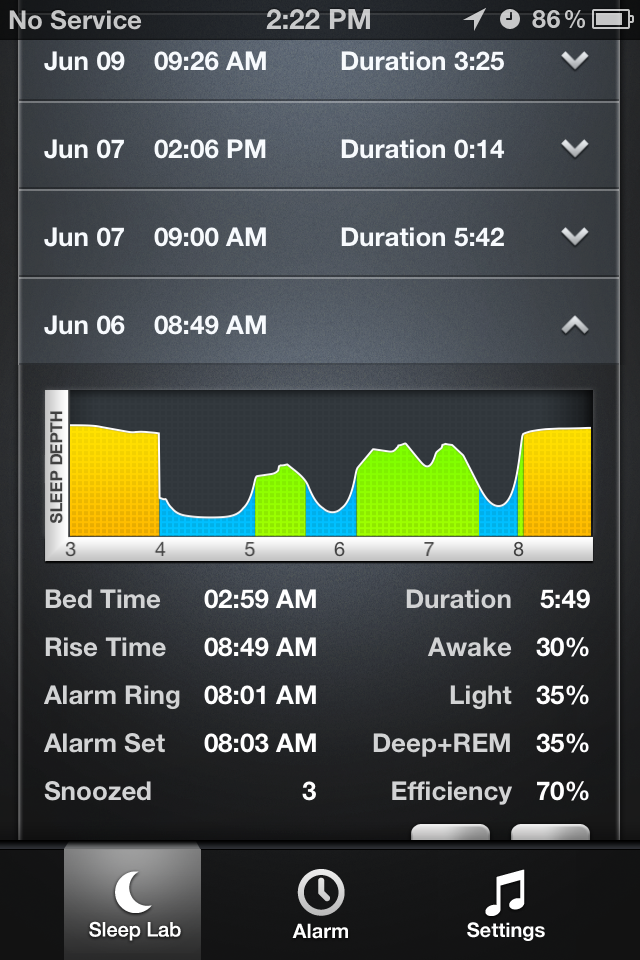 No Service 2:22 PM 86%
Jun 09 09:26 AM Duration 3:25
Jun 07 02:06 PM Duration 0:14
Jun 07 09:00 AM Duration 5:42
Jun 06 08:49 AM
SLEEP DEPTH
3 4 5 6 7 8
Bed Time 02:59 AM Duration 5:49
Rise Time 08:49 AM Awake 30%
Alarm Ring 08:01 AM Light 35%
Alarm Set 08:03 AM Deep+REM 35%
Snoozed 3 Efficiency 70%
Sleep Lab Alarm Settings